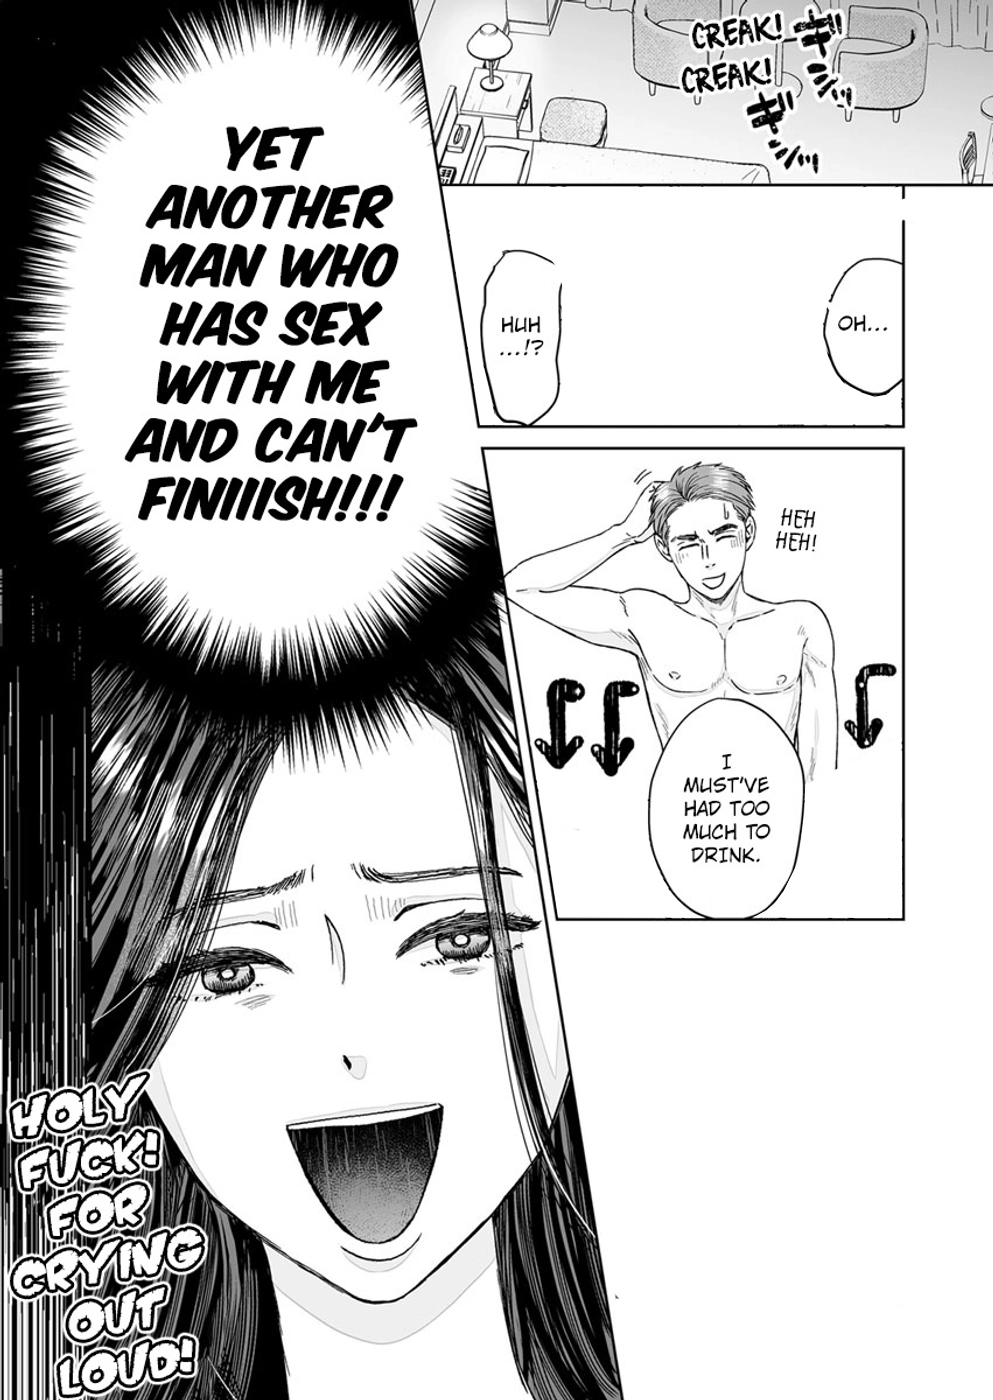 CREAK!
ギ
シッ
CREAK!
ギ
シッ
OH...
HUH
...!?
HEH
HEH!
I
MUST'VE
HAD TOO
MUCH TO
DRINK.
YET
ANOTHER
MAN WHO
HAS SEX
WITH ME
AND CAN'T
FINIIISH!!!
HOLY
FUCK!
FOR
CRYING
OUT
LOUD!